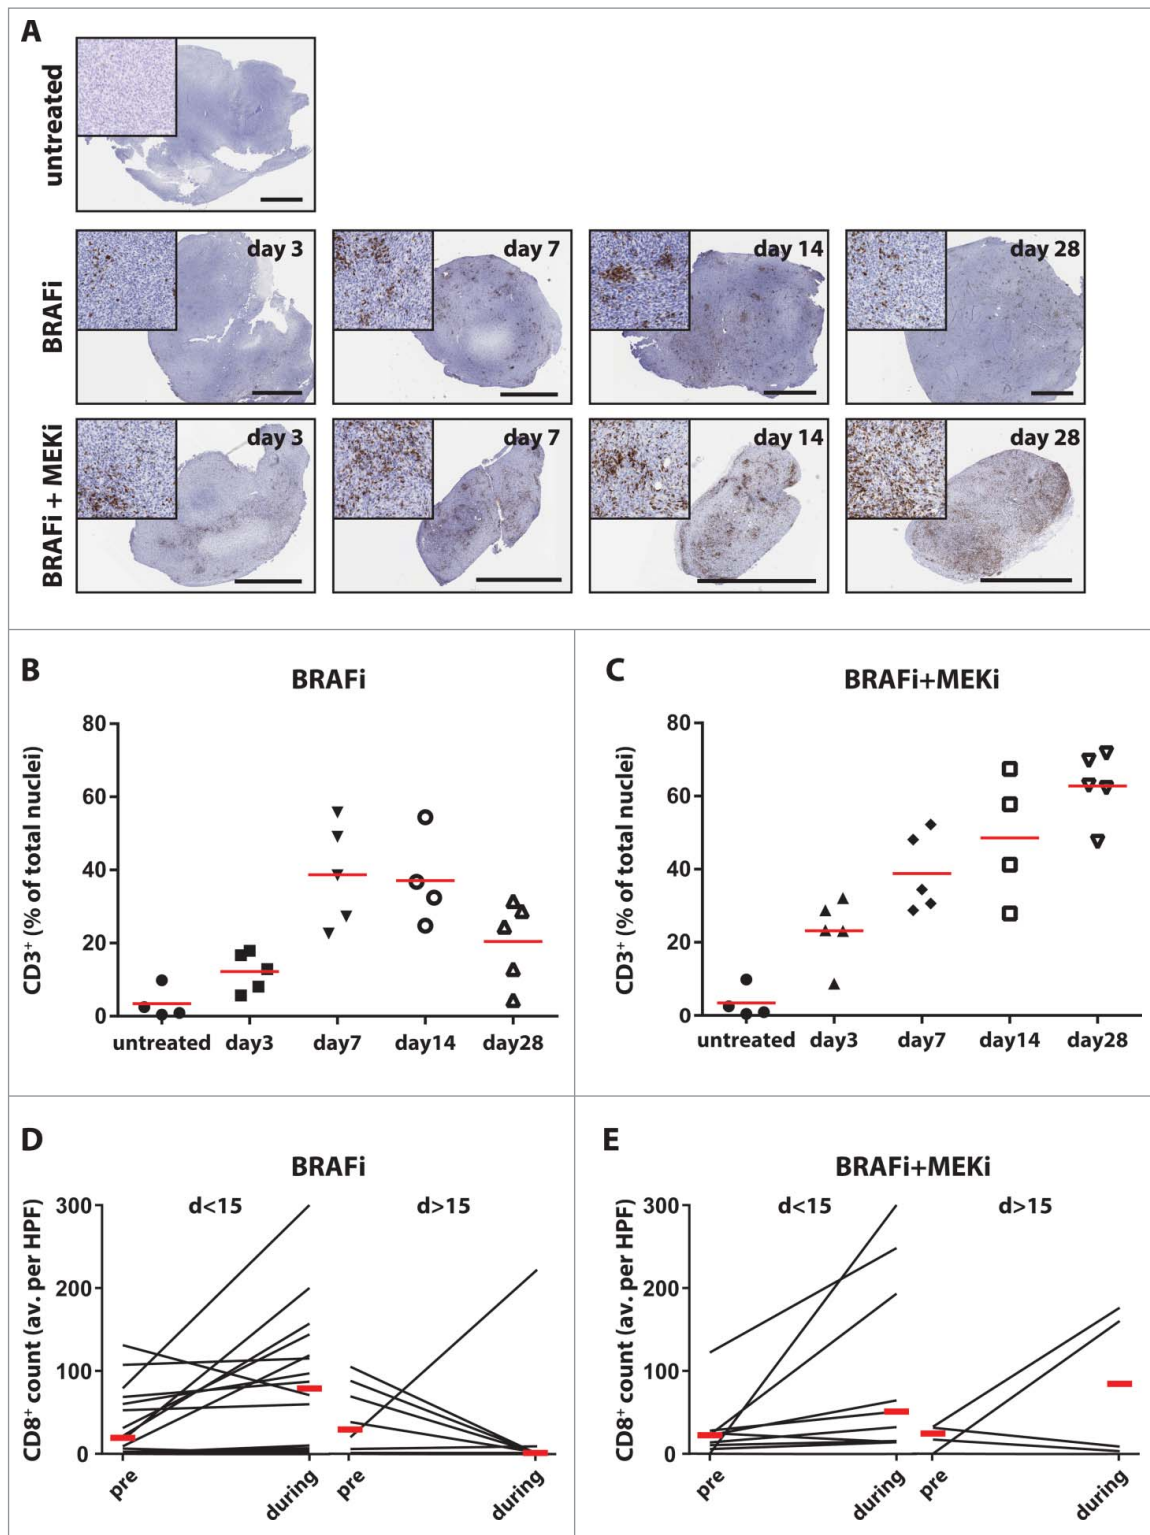 A
untreated
BRAFi
day 3
day 7
day 14
day 28
BRAFi + MEKi
day 3
day 7
day 14
day 28
B
BRAFi
CD3⁺ (% of total nuclei)
80
60
40
20
0
untreated day3 day7 day14 day28
C
BRAFi+MEKi
CD3⁺ (% of total nuclei)
80
60
40
20
0
untreated day3 day7 day14 day28
D
BRAFi
CD8⁺ count (av. per HPF)
d<15 d>15
300
200
100
0
pre during pre during
E
BRAFi+MEKi
CD8⁺ count (av. per HPF)
d<15 d>15
300
200
100
0
pre during pre during